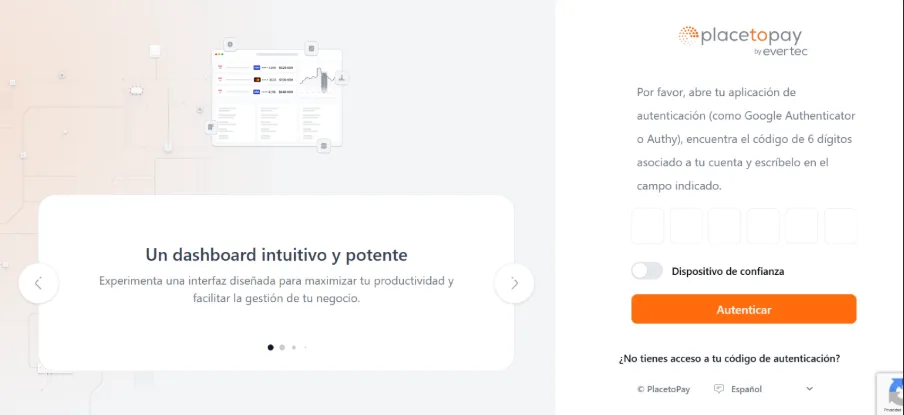 placetopay
by evertec
Por favor, abre tu aplicación de
autenticación (como Google Authenticator
o Authy), encuentra el código de 6 dígitos
asociado a tu cuenta y escríbelo en el
campo indicado.
Dispositivo de confianza
Autenticar
¿No tienes acceso a tu código de autenticación?
© PlacetoPay
Español
Un dashboard intuitivo y potente
Experimenta una interfaz diseñada para maximizar tu productividad y
facilitar la gestión de tu negocio.